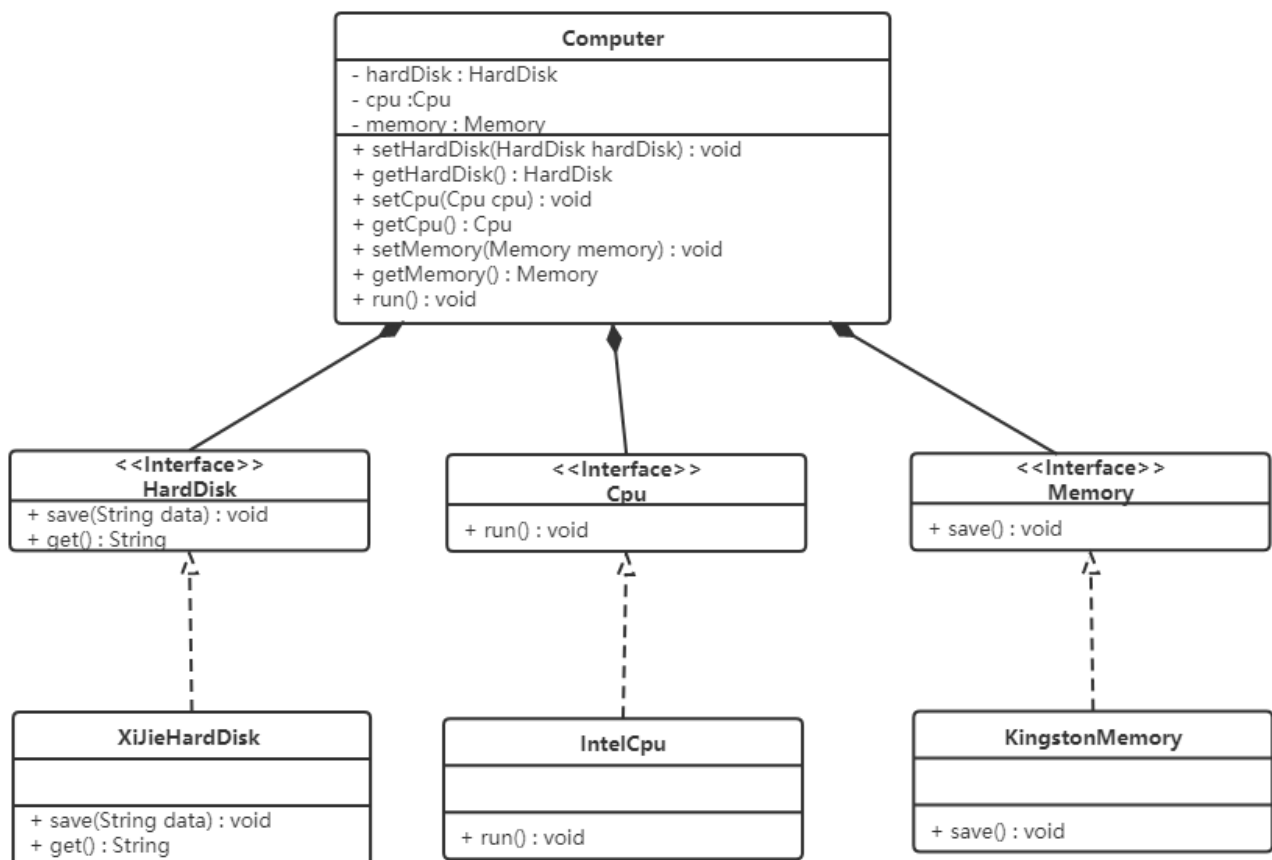 Computer
- hardDisk : HardDisk
- cpu :Cpu
- memory : Memory
+ setHardDisk(HardDisk hardDisk) : void
+ getHardDisk() : HardDisk
+ setCpu(Cpu cpu) : void
+ getCpu() : Cpu
+ setMemory(Memory memory) : void
+ getMemory() : Memory
+ run() : void
<<Interface>>
HardDisk
+ save(String data) : void
+ get() : String
<<Interface>>
Cpu
+ run() : void
<<Interface>>
Memory
+ save() : void
XiJieHardDisk
+ save(String data) : void
+ get() : String
IntelCpu
+ run() : void
KingstonMemory
+ save() : void